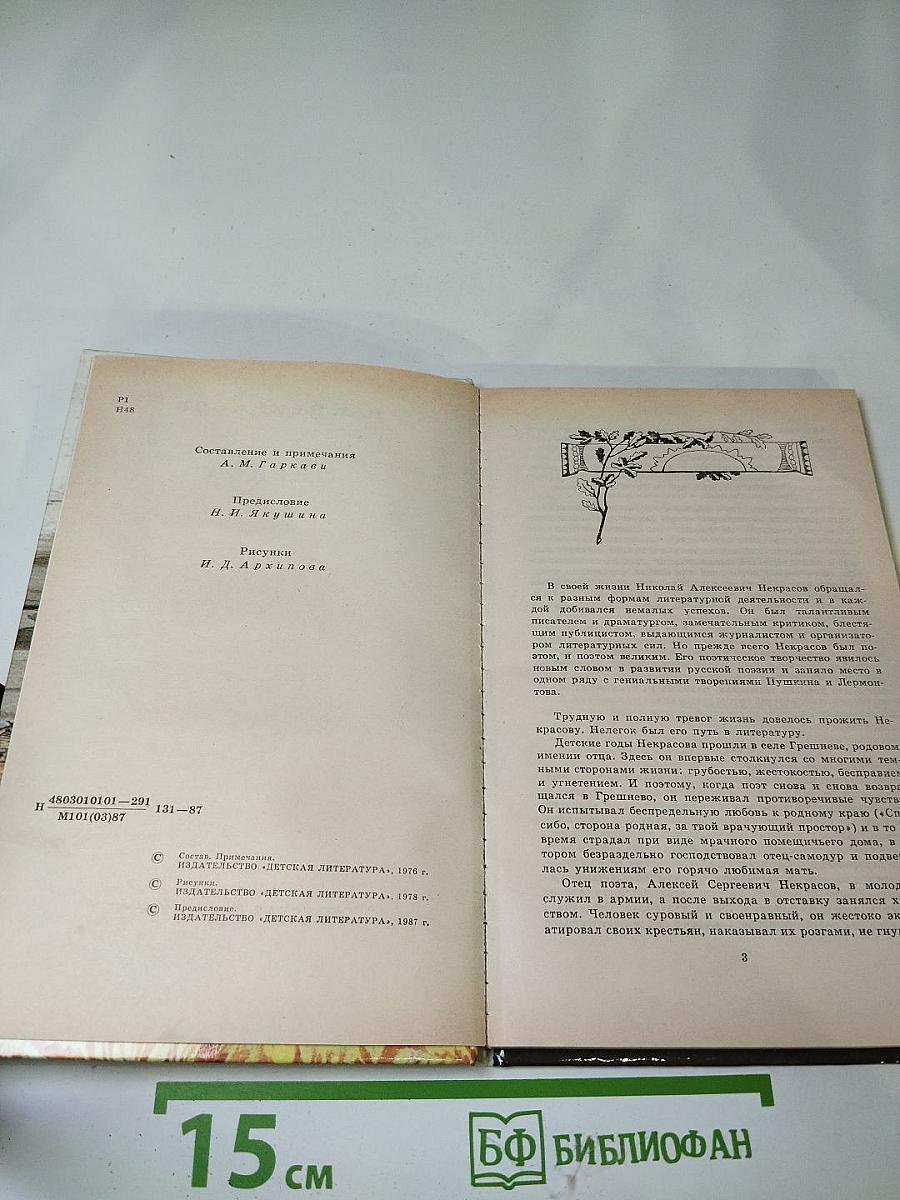 Р1
Н48
Составление и примечания
А. М. Гаркави
Предисловие
Н. И. Якушина
Рисунки
И. Д. Архипова
Н 4803010101—291 131—87
М101(03)87
© Состав. Примечания.
ИЗДАТЕЛЬСТВО «ДЕТСКАЯ ЛИТЕРАТУРА», 1976 г.
© Рисунки.
ИЗДАТЕЛЬСТВО «ДЕТСКАЯ ЛИТЕРАТУРА», 1978 г.
© Предисловие.
ИЗДАТЕЛЬСТВО «ДЕТСКАЯ ЛИТЕРАТУРА», 1987 г.
В своей жизни Николай Алексеевич Некрасов обращал-
ся к разным формам литературной деятельности и в каж-
дой добивался немалых успехов. Он был талантливым
писателем и драматургом, замечательным критиком, блестя-
щим публицистом, выдающимся журналистом и организато-
ром литературных сил. Но прежде всего Некрасов был по-
этом, и поэтом великим. Его поэтическое творчество явилось
новым словом в развитии русской поэзии и заняло место в
одном ряду с гениальными творениями Пушкина и Лермон-
това.
Трудную и полную тревог жизнь довелось прожить Не-
красову. Нелегок был его путь в литературу.
Детские годы Некрасова прошли в селе Грешневе, родовом
имении отца. Здесь он впервые столкнулся со многими тем-
ными сторонами жизни: грубостью, жестокостью, бесправием
и угнетением. И поэтому, когда поэт снова и снова возвра-
щался в Грешнево, он переживал противоречивые чувства
Он испытывал беспредельную любовь к родному краю («Сп
сибо, сторона родная, за твой врачующий простор») и в то
время страдал при виде мрачного помещичьего дома, в
тором безраздельно господствовал отец-самодур и подве
лась унижениям его горячо любимая мать.
Отец поэта, Алексей Сергеевич Некрасов, в молод
служил в армии, а после выхода в отставку занялся х
ством. Человек суровый и своенравный, он жестоко эк
атировал своих крестьян, наказывал их розгами, не гну
3
15 см
БФ БИБЛИОФАН